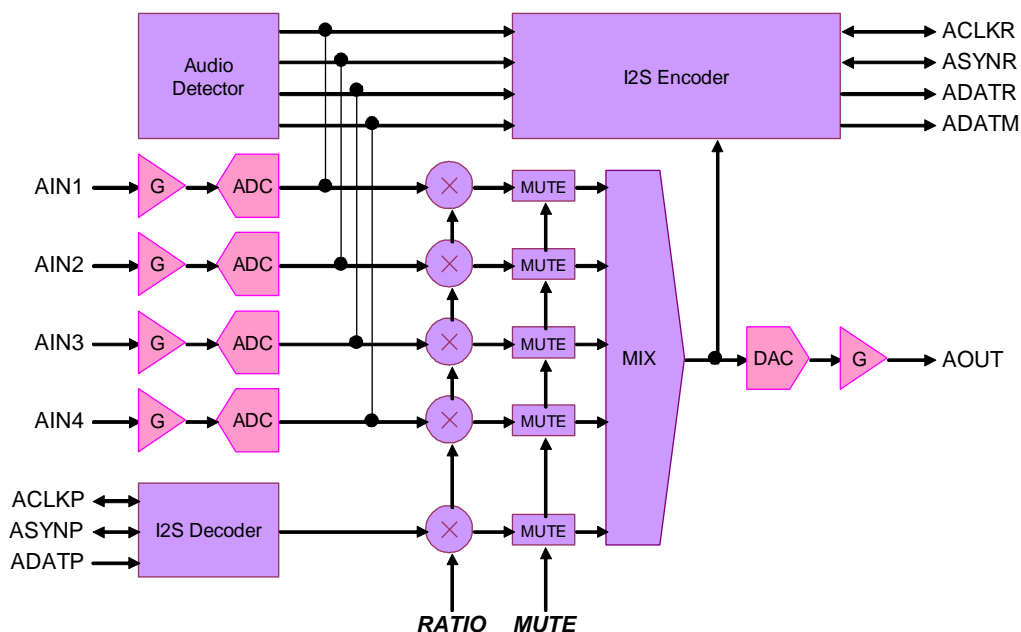 Audio
Detector
I2S Encoder
ACLKR
ASYNR
ADATR
ADATM
AIN1
G
ADC
×
MUTE
AIN2
G
ADC
×
MUTE
AIN3
G
ADC
×
MUTE
MIX
DAC
G
AOUT
AIN4
G
ADC
×
MUTE
ACLKP
ASYNP
ADATP
I2S Decoder
×
MUTE
RATIO
MUTE